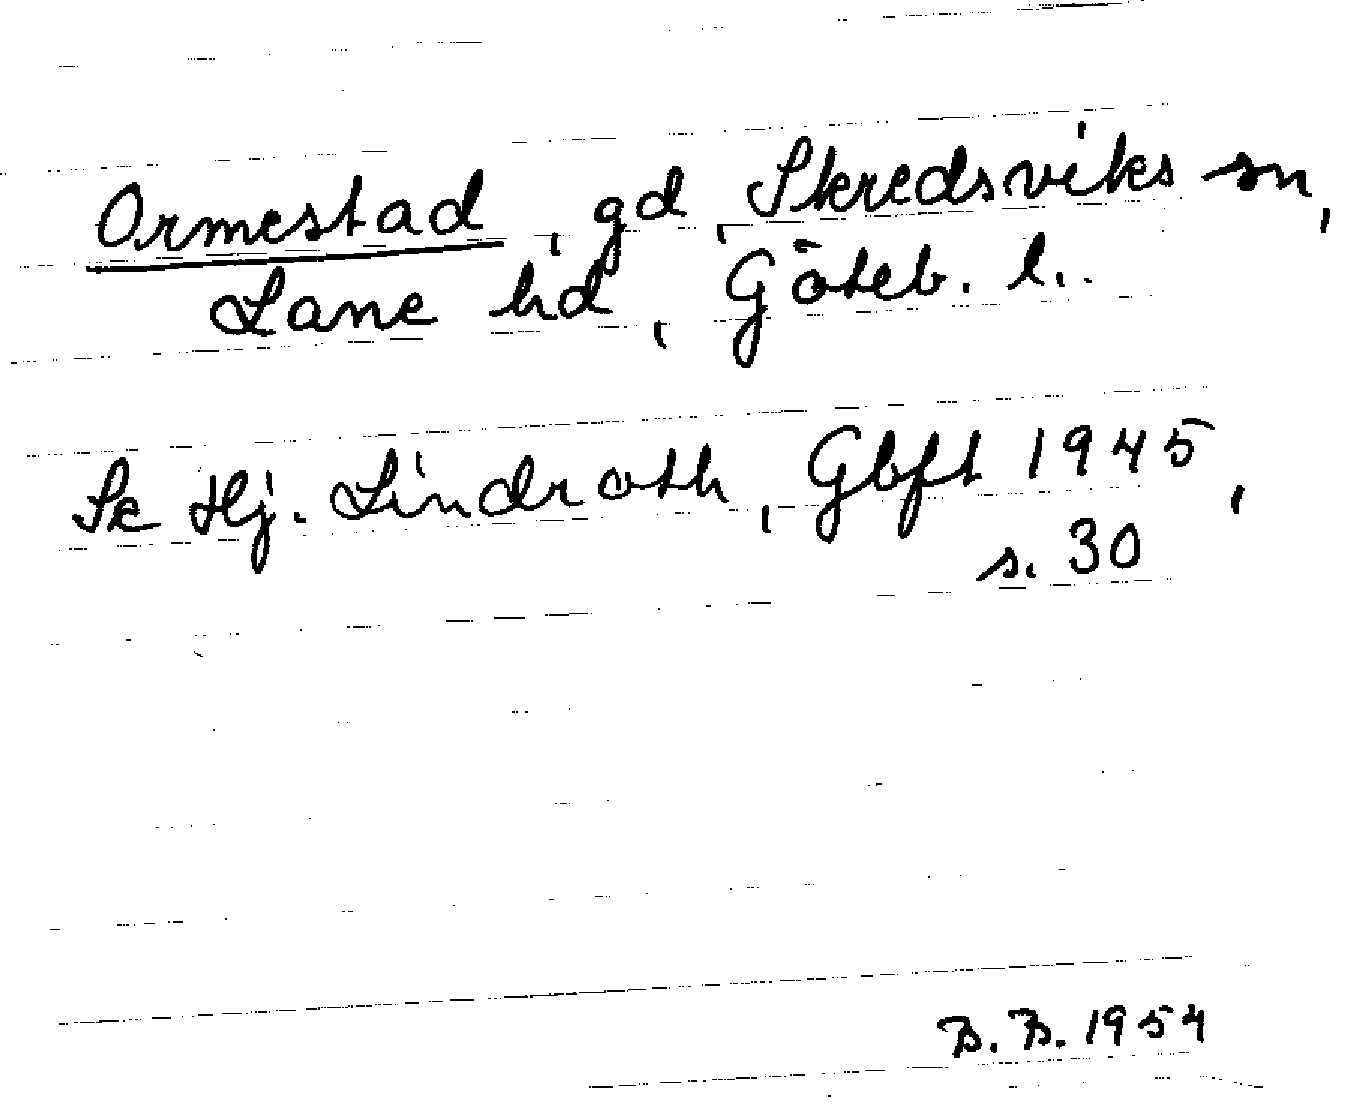 Ormestad, gd, Skredsviks sn,
Lane hd, Göteb. l..
Se Hj. Lindroth, Gbft 1945,
s. 30
B. B. 1954